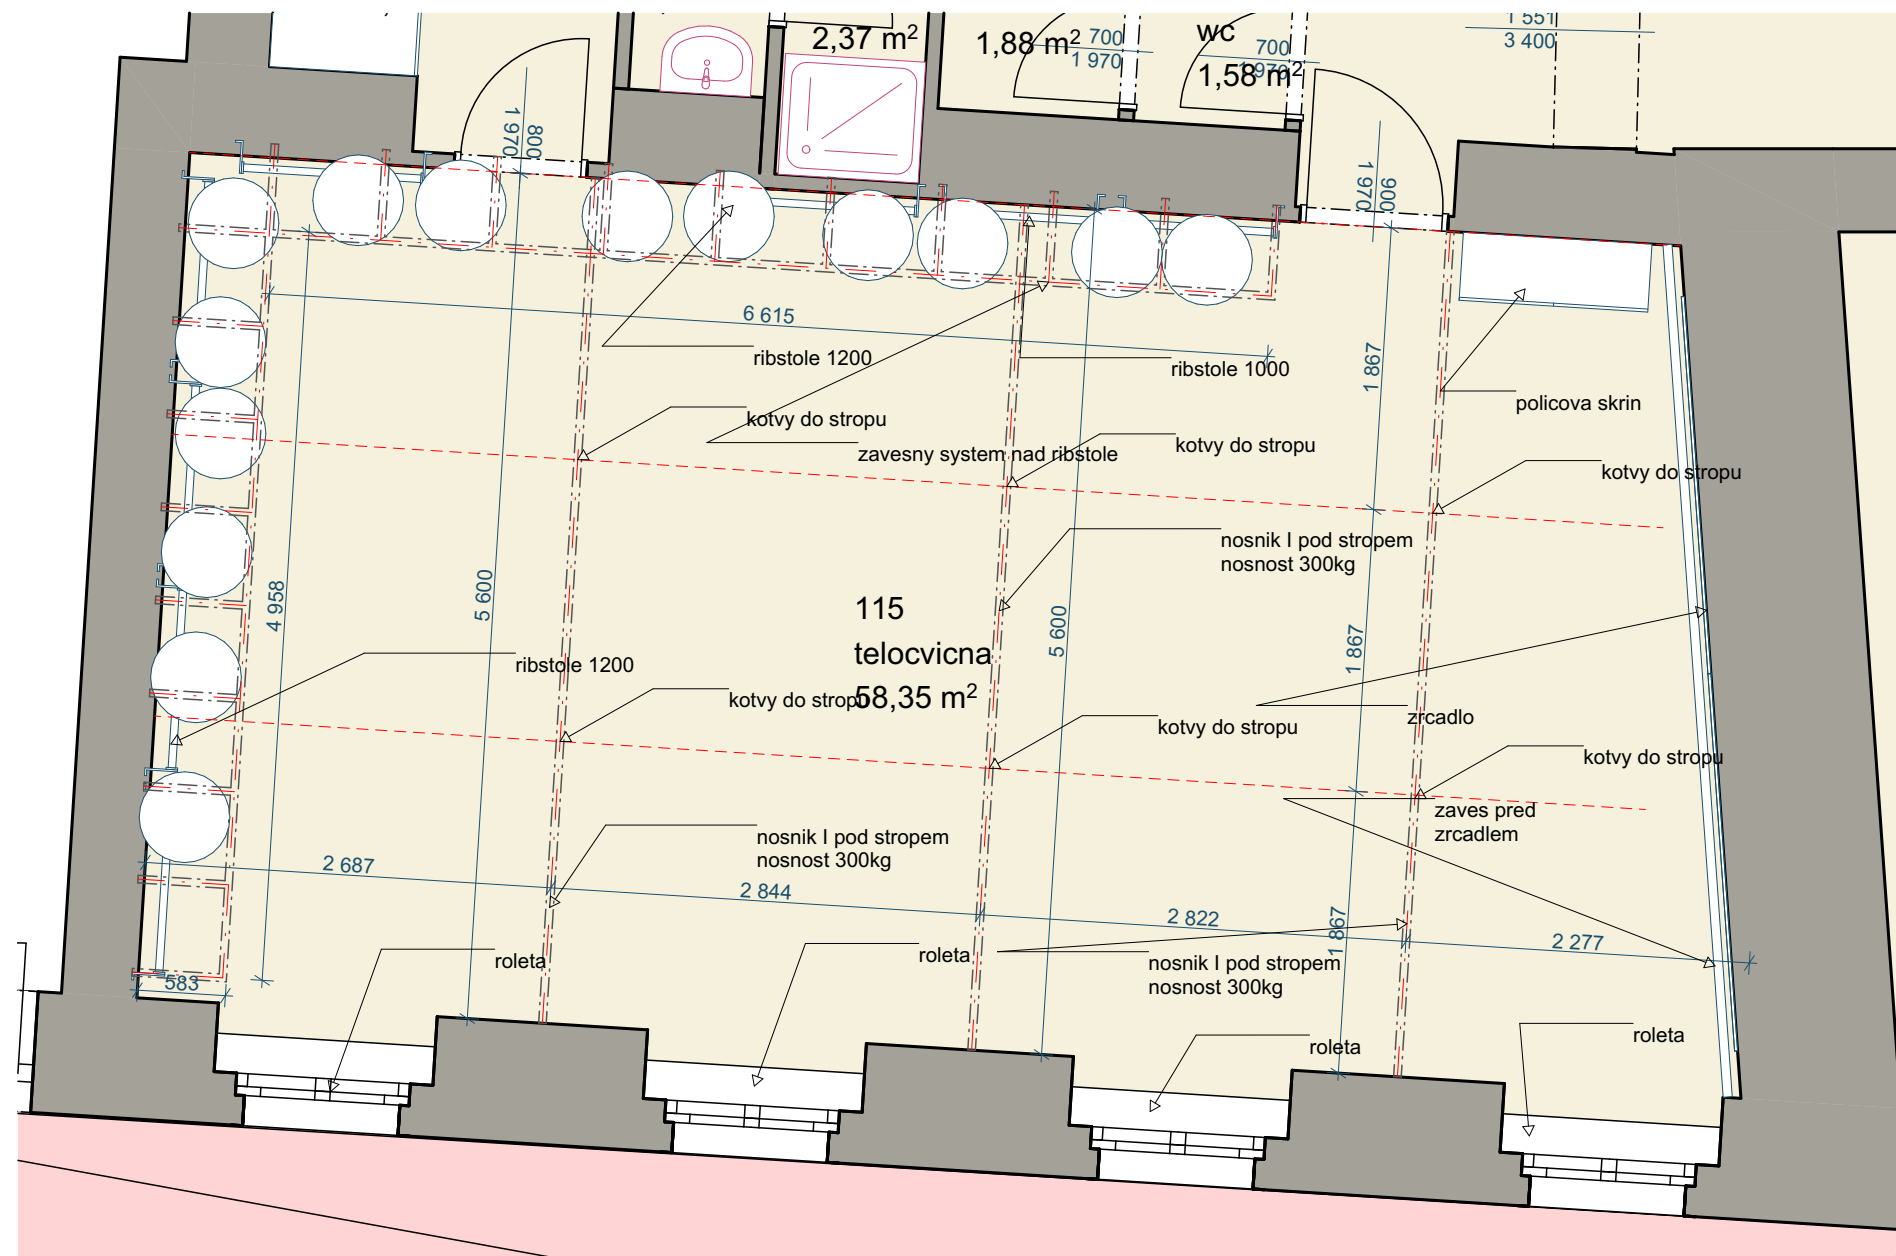 2,37 m²
1,88 m²
700
1 970
wc
1,58 m²
700
1 970
1 551
3 400
800
1 970
900
1 970
6 615
ribstole 1200
ribstole 1000
1 867
policova skrin
kotvy do stropu
zavesny system nad ribstole
kotvy do stropu
kotvy do stropu
nosnik I pod stropem
nosnost 300kg
4 958
5 600
115
telocvicna
58,35 m²
5 600
1 867
ribstole 1200
kotvy do stropu
kotvy do stropu
zrcadlo
kotvy do stropu
zaves pred
zrcadlem
nosnik I pod stropem
nosnost 300kg
2 687
2 844
2 822
1 867
2 277
roleta
roleta
nosnik I pod stropem
nosnost 300kg
583
roleta
roleta